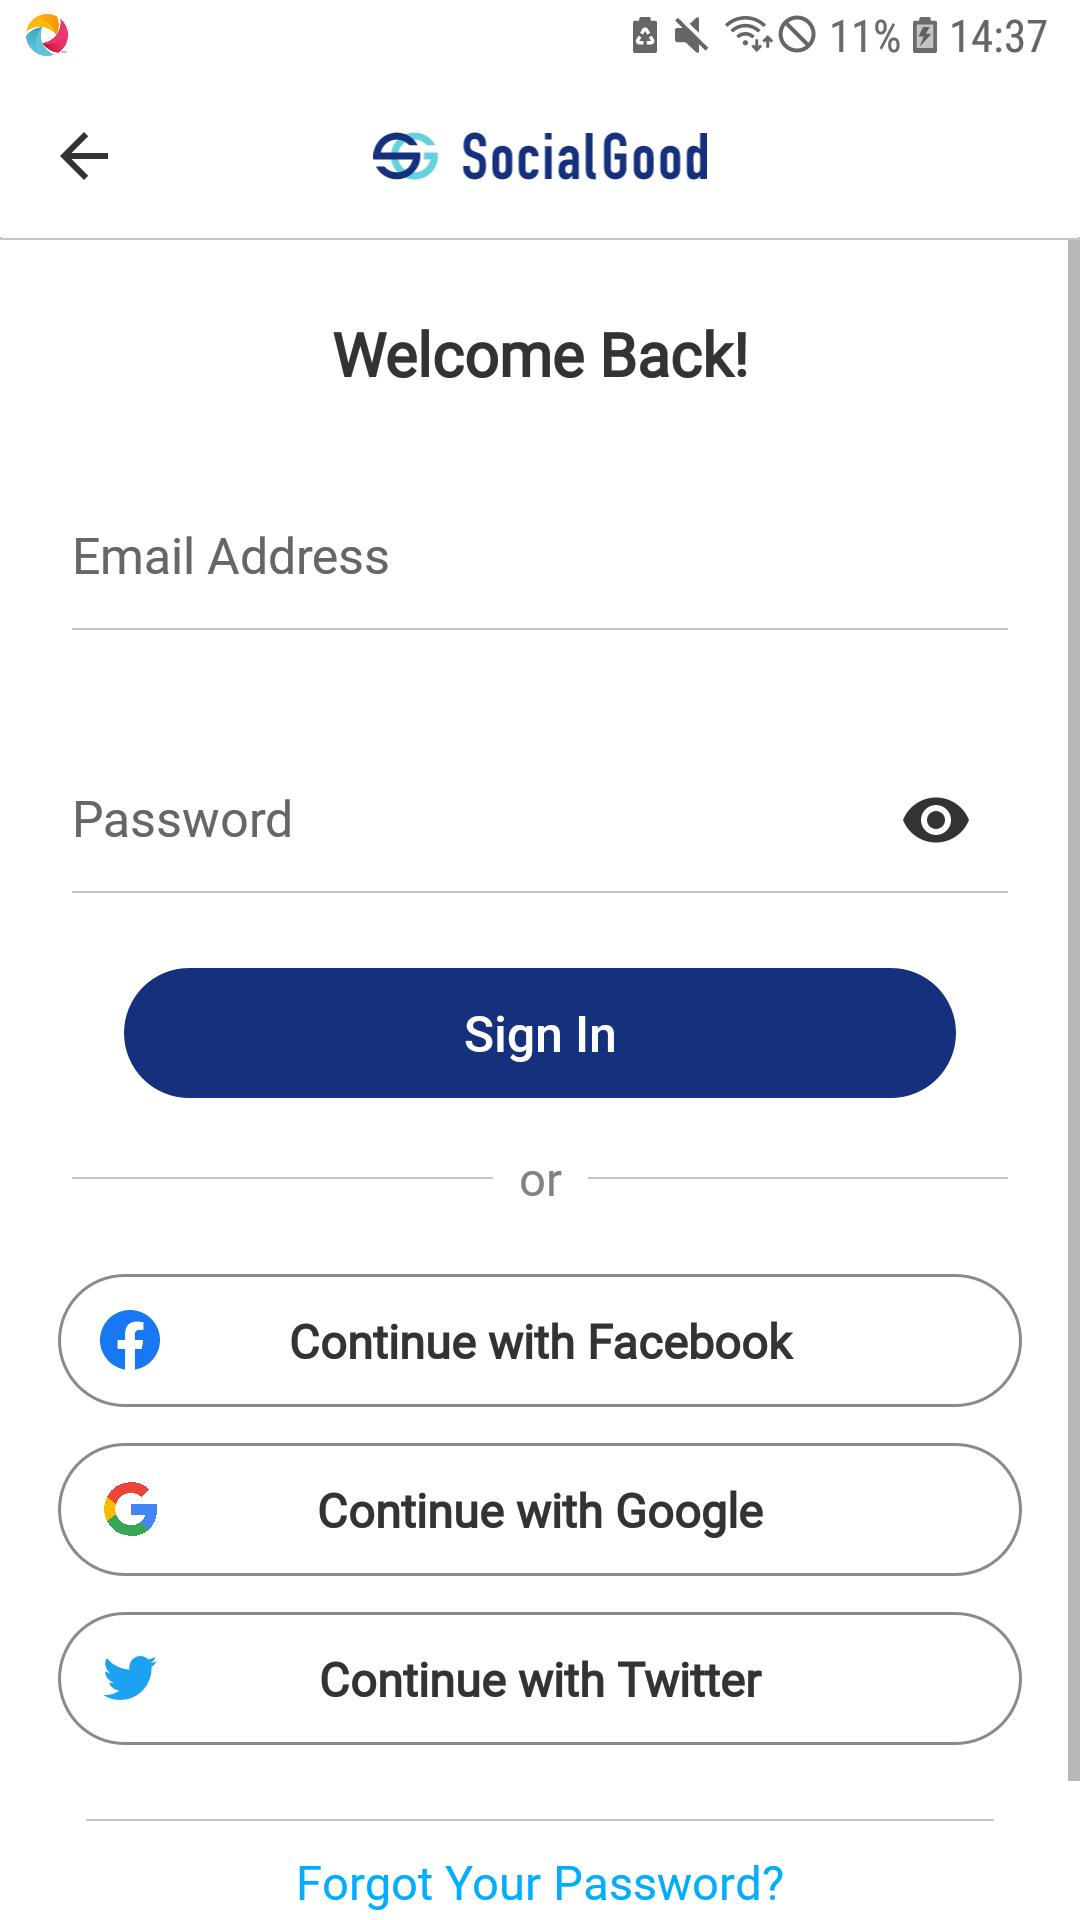 11% 14:37
SocialGood
Welcome Back!
Email Address
Password
Sign In
or
Continue with Facebook
Continue with Google
Continue with Twitter
Forgot Your Password?